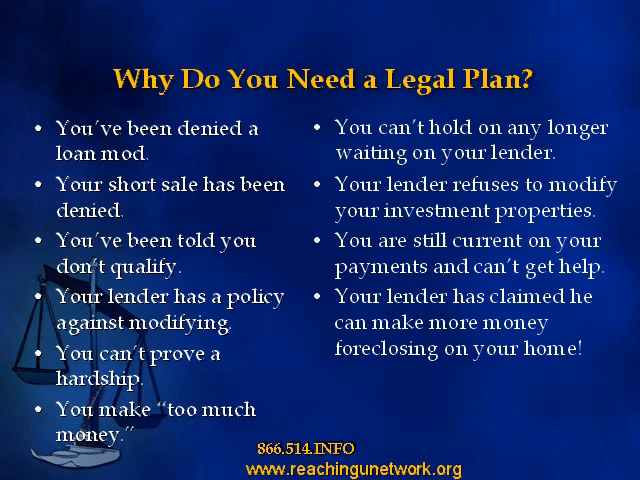 Why Do You Need a Legal Plan?
• You´ve been denied a
loan mod.
• Your short sale has been
denied.
• You´ve been told you
don´t qualify.
• Your lender has a policy
against modifying.
• You can´t prove a
hardship.
• You make “too much
money.”
• You can´t hold on any longer
waiting on your lender.
• Your lender refuses to modify
your investment properties.
• You are still current on your
payments and can´t get help.
• Your lender has claimed he
can make more money
foreclosing on your home!
866.514.INFO
www.reachingunetwork.org